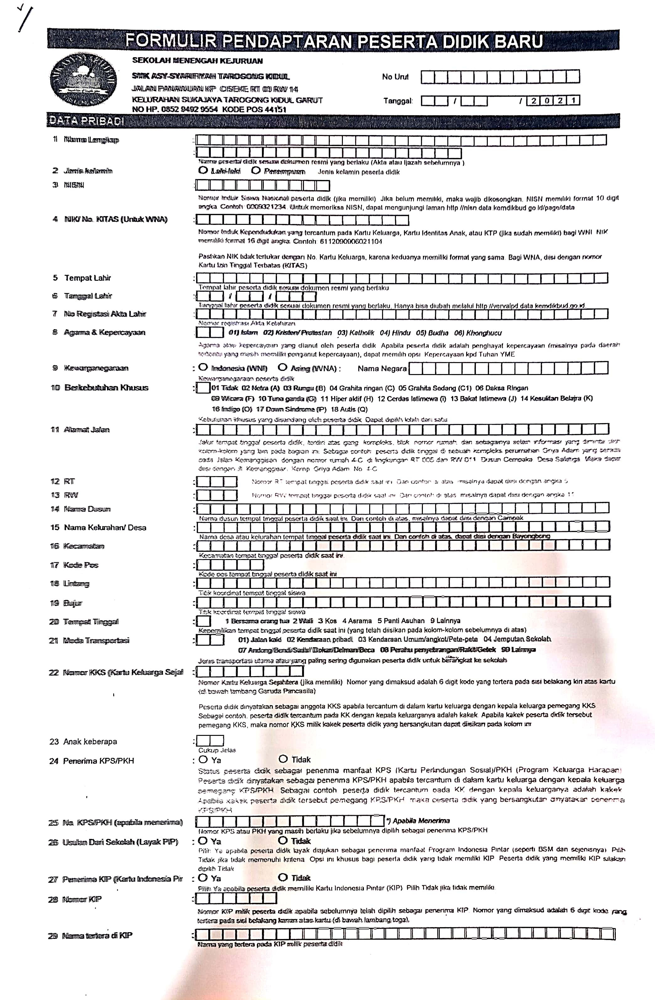 FORMULIR PENDAPTARAN PESERTA DIDIK BARU
SEKOLAH MENENGAH KEJURUAN
SMK ASY-SYARIFIYAH TAROGONG KIDUL
JALAN PANAWUAN KP CISEKE RT 03 RW 14
KELURAHAN SUKAJAYA TAROGONG KIDUL GARUT
NO HP. 0852 9492 9554 KODE POS 44151
No Urut
Tanggal: / / 2 0 2 1
DATA PRIBADI
1 Nama Lengkap :
Nama peserta didik sesuai dokumen resmi yang berlaku (Akta atau Ijazah sebelumnya )
2 Jenis kelamin O Laki-laki O Perempuan Jenis kelamin peserta didik
3 NISN :
Nomor Induk Siswa Nasional peserta didik (jika memiliki) Jika belum memiliki, maka wajib dikosongkan. NISN memiliki format 10 digit
angka Contoh: 0009321234. Untuk memeriksa NISN, dapat mengunjungi laman http //nisn data.kemdikbud go id/page/data
4 NIK/ No. KITAS (Untuk WNA) :
Nomor Induk Kependudukan yang tercantum pada Kartu Keluarga, Kartu Identitas Anak, atau KTP (jika sudah memiliki) bagi WNI NIK
memiliki format 16 digit angka. Contoh: 6112090906021104
Pastikan NIK tidak tertukar dengan No. Kartu Keluarga, karena keduanya memiliki format yang sama. Bagi WNA, diisi dengan nomor
Kartu Izin Tinggal Terbatas (KITAS)
5 Tempat Lahir :
Tempat lahir peserta didik sesuai dokumen resmi yang berlaku
6 Tanggal Lahir : / /
Tanggal lahir peserta didik sesuai dokumen resmi yang berlaku. Hanya bisa diubah melalui http://vervalpd data kemdikbud.go.id
7 No Registasi Akta Lahir :
Nomor registrasi Akta Kelahiran
8 Agama & Kepercayaan 01) Islam 02) Kristen/ Protestan 03) Katholik 04) Hindu 05) Budha 06) Khonghucu
Agama atau kepercayaan yang dianut oleh peserta didik Apabila peserta didik adalah penghayat kepercayaan (misalnya pada daerah
tertentu yang masih memiliki penganut kepercayaan), dapat memilih opsi Kepercayaan kpd Tuhan YME
9 Kewarganegaraan : O Indonesia (WNI) O Asing (WNA) : Nama Negara
Kewarganegaraan peserta didik
10 Berkebutuhan Khusus : 01 Tidak 02 Netra (A) 03 Rungu (B) 04 Grahita ringan (C) 05 Grahita Sedang (C1) 06 Daksa Ringan
09 Wicara (F) 10 Tuna ganda (G) 11 Hiper aktif (H) 12 Cerdas Istimewa (i) 13 Bakat Istimewa (J) 14 Kesulitan Belajra (K)
16 Indigo (O) 17 Down Sindrome (P) 18 Autis (Q)
Kebutuhan khusus yang disandang oleh peserta didik Dapat dipilih lebih dari satu
11 Alamat Jalan :
Jalur tempat tinggal peserta didik, terdiri atas gang kompleks, blok nomor rumah, dan sebagainya selain informasi yang diminta oleh
kolom-kolom yang lain pada bagian ini Sebagai contoh peserta didik tinggal di sebuah kompleks perumahan Griya Adam yang berada
pada Jalan Kemanggisan dengan nomor rumah 4-C di lingkungan RT 005 dan RW 011 Dusun Cempaka Desa Salatiga Maka dapat
diisi dengan Jl Kemanggisan, Komp Griya Adam No 4-C
12 RT : Nomor RT tempat tinggal peserta didik saat ini Dari contoh di atas misalnya dapat diisi dengan angka 5
13 RW : Nomor RW tempat tinggal peserta didik saat ini Dari contoh di atas misalnya dapat diisi dengan angka 11
14 Nama Dusun :
Nama dusun tempat tinggal peserta didik saat ini Dari contoh di atas, misalnya dapat diisi dengan Campak
15 Nama Kelurahan/ Desa :
Nama desa atau kelurahan tempat tinggal peserta didik saat ini. Dari contoh di atas, dapat diisi dengan Bayongbong
16 Kecamatan :
Kecamatan tempat tinggal peserta didik saat ini
17 Kode Pos :
Kode pos tempat tinggal peserta didik saat ini
18 Lintang :
Titik koordinat tempat tinggal siswa
19 Bujur :
Titik koordinat tempat tinggal siswa
20 Tempat Tinggal : 1 Bersama orang tua 2 Wali 3 Kos 4 Asrama 5 Panti Asuhan 9 Lainnya
Kepemilikan tempat tinggal peserta didik saat ini (yang telah diisikan pada kolom-kolom sebelumnya di atas)
21 Moda Transportasi : 01) Jalan kaki 02 Kendaraan pribadi 03 Kendaraan Umum/angkot/Pete-pete 04 Jemputan Sekolah
07 Andong/Bendi/Sado/ Dokar/Delman/Beca 08 Perahu penyebrangan/Rakit/Getek 99 Lainnya
Jenis transportasi utama atau yang paling sering digunakan peserta didik untuk berangkat ke sekolah
22 Nomor KKS (Kartu Keluarga Sejal :
Nomor Kartu Keluarga Sejahtera (jika memiliki) Nomor yang dimaksud adalah 6 digit kode yang tertera pada sisi belakang kiri atas kartu
(di bawah lambang Garuda Pancasila)
Peserta didik dinyatakan sebagai anggota KKS apabila tercantum di dalam kartu keluarga dengan kepala keluarga pemegang KKS
Sebagai contoh, peserta didik tercantum pada KK dengan kepala keluarganya adalah kakek. Apabila kakek peserta didik tersebut
pemegang KKS, maka nomor KKS milik kakek peserta didik yang bersangkutan dapat diisikan pada kolom ini
23 Anak keberapa :
Cukup Jelas
24 Penerima KPS/PKH : O Ya O Tidak
Status peserta didik sebagai penerima manfaat KPS (Kartu Perlindungan Sosial)/PKH (Program Keluarga Harapan)
Peserta didik dinyatakan sebagai penerima KPS/PKH apabila tercantum di dalam kartu keluarga dengan kepala keluarga
pemegang KPS/PKH Sebagai contoh peserta didik tercantum pada KK dengan kepala keluarganya adalah kakek
Apabila kakek peserta didik tersebut pemegang KPS/PKH maka peserta didik yang bersangkutan dinyatakan penerima
KPS/PKH
25 No. KPS/PKH (apabila menerima) *) Apabila Menerima
Nomor KPS atau PKH yang masih berlaku jika sebelumnya dipilih sebagai penerima KPS/PKH
26 Usulan Dari Sekolah (Layak PIP) : O Ya O Tidak
Pilih Ya apabila peserta didik layak diajukan sebagai penerima manfaat Program Indonesia Pintar (seperti BSM dan sejenisnya) Pilih
Tidak jika tidak memenuhi kriteria Opsi ini khusus bagi peserta didik yang tidak memiliki KIP Peserta didik yang memiliki KIP silakan
dipilih Tidak
27 Penerima KIP (Kartu Indonesia Pir : O Ya O Tidak
Pilih Ya apabila peserta didik memiliki Kartu Indonesia Pintar (KIP) Pilih Tidak jika tidak memiliki.
28 Nomor KIP :
Nomor KIP milik peserta didik apabila sebelumnya telah dipilih sebagai penerima KIP. Nomor yang dimaksud adalah 6 digit kode yang
tertera pada sisi belakang kanan atas kartu (di bawah lambang toga).
29 Nama tertera di KIP :
Nama yang tertera pada KIP milik peserta didik